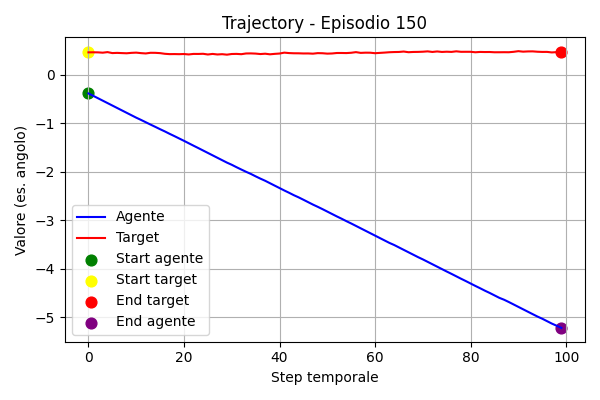 Trajectory - Episodio 150
Valore (es. angolo)
0
−1
−2
−3
−4
−5
Agente
Target
Start agente
Start target
End target
End agente
0 20 40 60 80 100
Step temporale